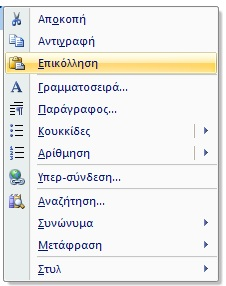 Αποκοπή
Αντιγραφή
Επικόλληση
Γραμματοσειρά...
Παράγραφος...
Κουκκίδες
Αρίθμηση
Υπερ-σύνδεση...
Αναζήτηση...
Συνώνυμα
Μετάφραση
Στυλ